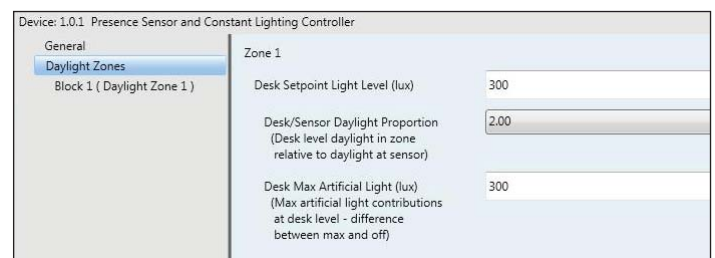 Device: 1.0.1 Presence Sensor and Constant Lighting Controller
General
Daylight Zones
Block 1 ( Daylight Zone 1 )
Zone 1
Desk Setpoint Light Level (lux)
300
Desk/Sensor Daylight Proportion
(Desk level daylight in zone
relative to daylight at sensor)
2.00
Desk Max Artificial Light (lux)
(Max artificial light contributions
at desk level - difference
between max and off)
300